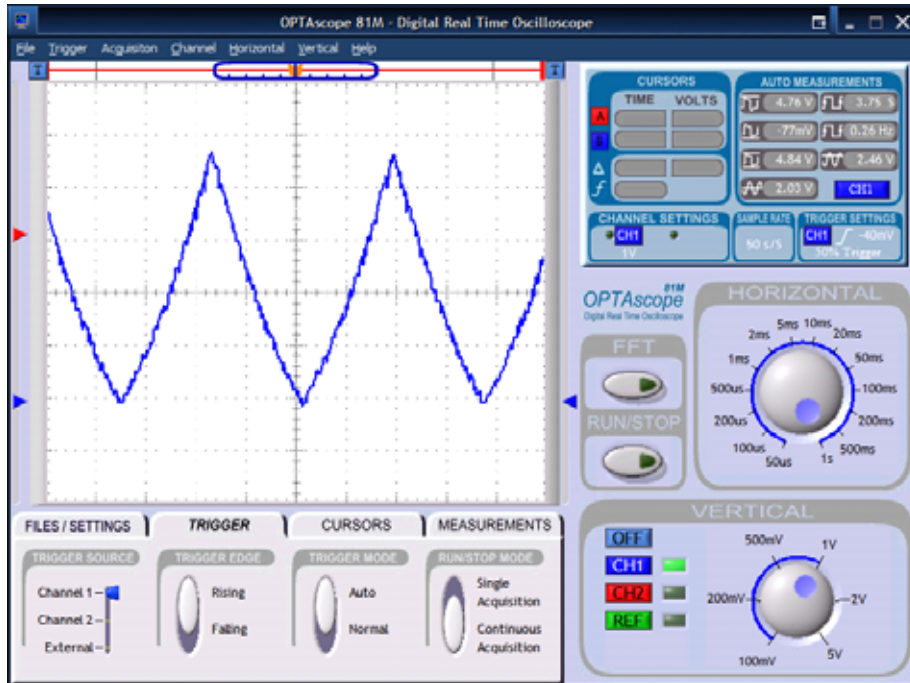 OPTAscope 81M - Digital Real Time Oscilloscope
File Trigger Acquisiton Channel Horizontal Vertical Help
T T
CURSORS
TIME VOLTS
A
B
Δ
f
AUTO MEASUREMENTS
4.76 V 3.75 S
-77mV 0.26 Hz
4.84 V 2.46 V
2.03 V CH1
CHANNEL SETTINGS
CH1
1V
SAMPLE RATE
50 s/S
TRIGGER SETTINGS
CH1 -40mV
50% Trigger
81M
OPTAscope
Digital Real Time Oscilloscope
FFT
RUN/STOP
HORIZONTAL
5ms 10ms
2ms 20ms
1ms 50ms
500us 100ms
200us 200ms
100us 500ms
50us 1s
VERTICAL
OFF
CH1
CH2
REF
500mV 1V
200mV 2V
100mV 5V
FILES / SETTINGS TRIGGER CURSORS MEASUREMENTS
TRIGGER SOURCE
Channel 1
Channel 2
External
TRIGGER EDGE
Rising
Falling
TRIGGER MODE
Auto
Normal
RUN/STOP MODE
Single
Acquisition
Continuous
Acquisition